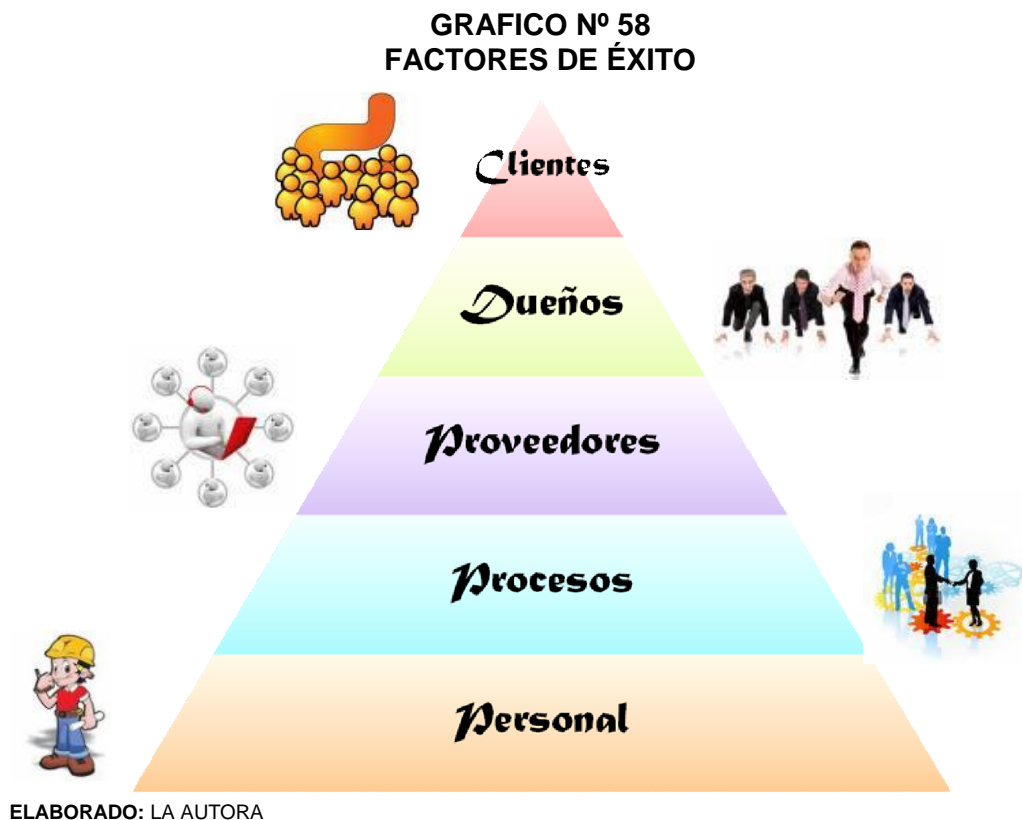 GRAFICO Nº 58
FACTORES DE ÉXITO
Clientes
Dueños
Proveedores
Procesos
Personal
ELABORADO: LA AUTORA